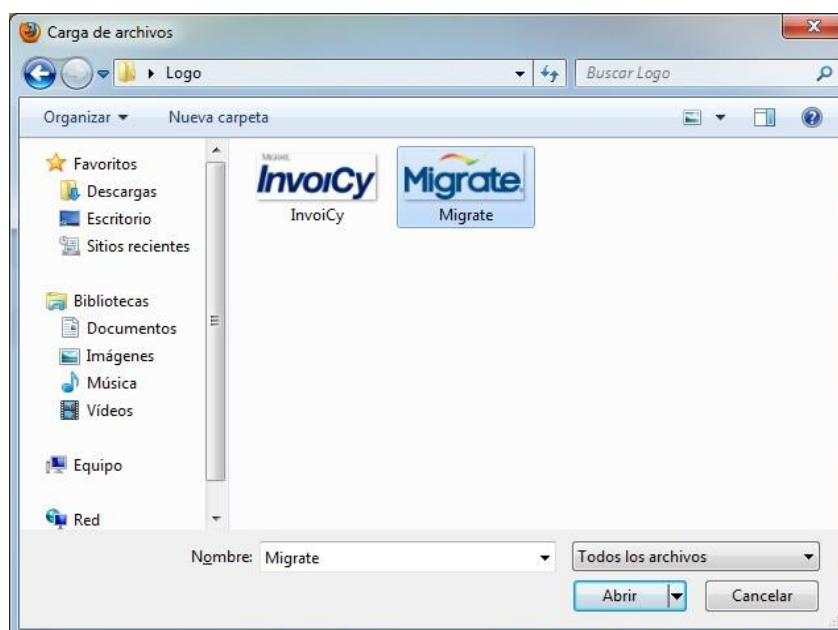 Carga de archivos
Logo
Buscar Logo
Organizar
Nueva carpeta
Favoritos
Descargas
Escritorio
Sitios recientes
Bibliotecas
Documentos
Imágenes
Música
Vídeos
Equipo
Red
MIGRATE
InvoiCy
InvoiCy
Migrate
Migrate
Nombre: Migrate
Todos los archivos
Abrir
Cancelar